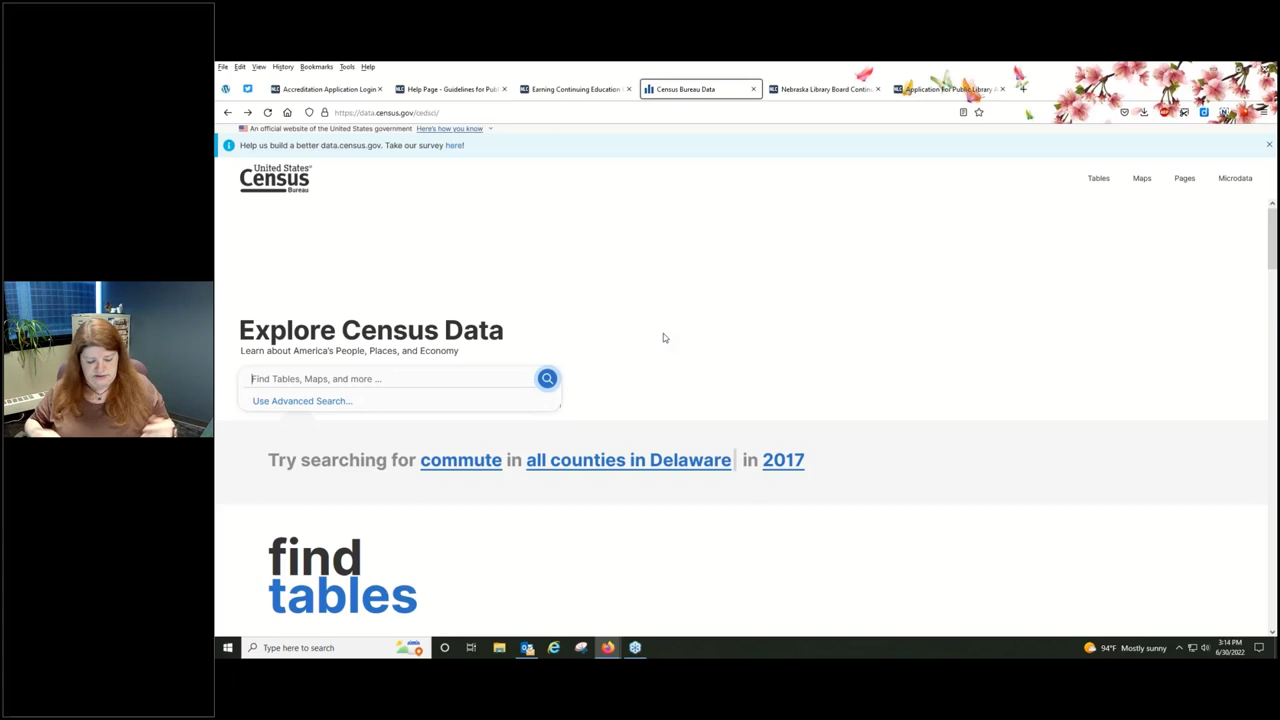 File Edit View History Bookmarks Tools Help
Accreditation Application Login
Help Page - Guidelines for Publ
Earning Continuing Education
Census Bureau Data
Nebraska Library Board Continu
Application For Public Library A
https://data.census.gov/cedsci/
An official website of the United States government Here's how you know
Help us build a better data.census.gov. Take our survey here!
United States®
Census
Bureau
Tables Maps Pages Microdata
Explore Census Data
Learn about America's People, Places, and Economy
Find Tables, Maps, and more ...
Use Advanced Search...
Try searching for commute in all counties in Delaware in 2017
find
tables
Type here to search
94°F Mostly sunny
3:14 PM
6/30/2022